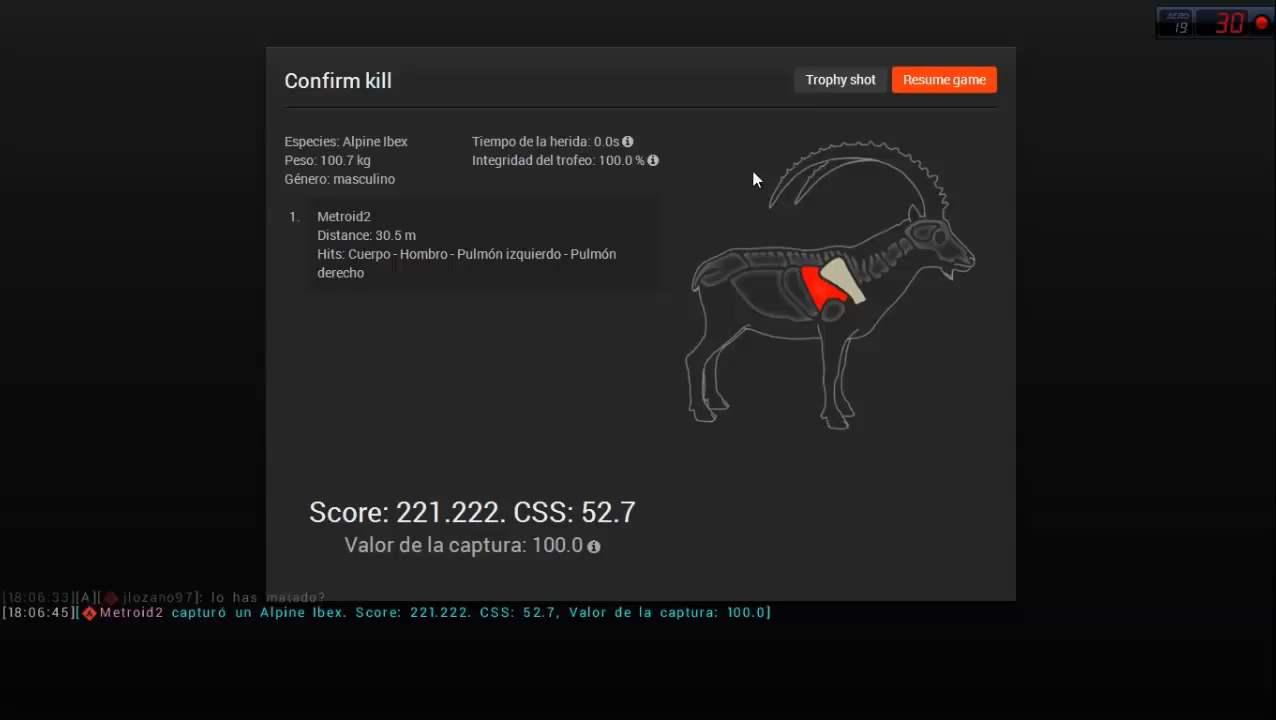 AERO
19
30
Confirm kill
Trophy shot
Resume game
Especies: Alpine Ibex
Peso: 100.7 kg
Género: masculino
Tiempo de la herida: 0.0s
Integridad del trofeo: 100.0 %
1. Metroid2
Distance: 30.5 m
Hits: Cuerpo - Hombro - Pulmón izquierdo - Pulmón
derecho
Score: 221.222. CSS: 52.7
Valor de la captura: 100.0
[18:06:33][A][ jlozano97]: lo has matado?
[18:06:45][ Metroid2 capturó un Alpine Ibex. Score: 221.222. CSS: 52.7, Valor de la captura: 100.0]